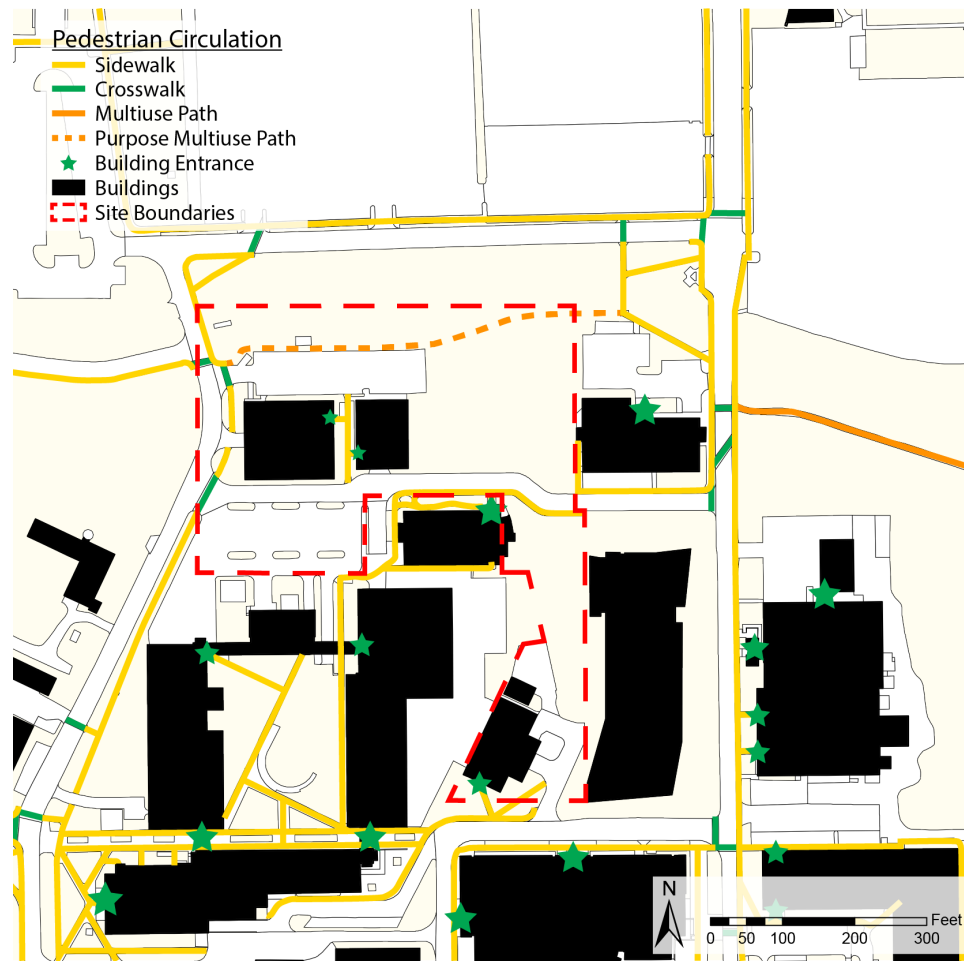 Pedestrian Circulation
Sidewalk
Crosswalk
Multiuse Path
Purpose Multiuse Path
Building Entrance
Buildings
Site Boundaries
N
Feet
0 50 100 200 300